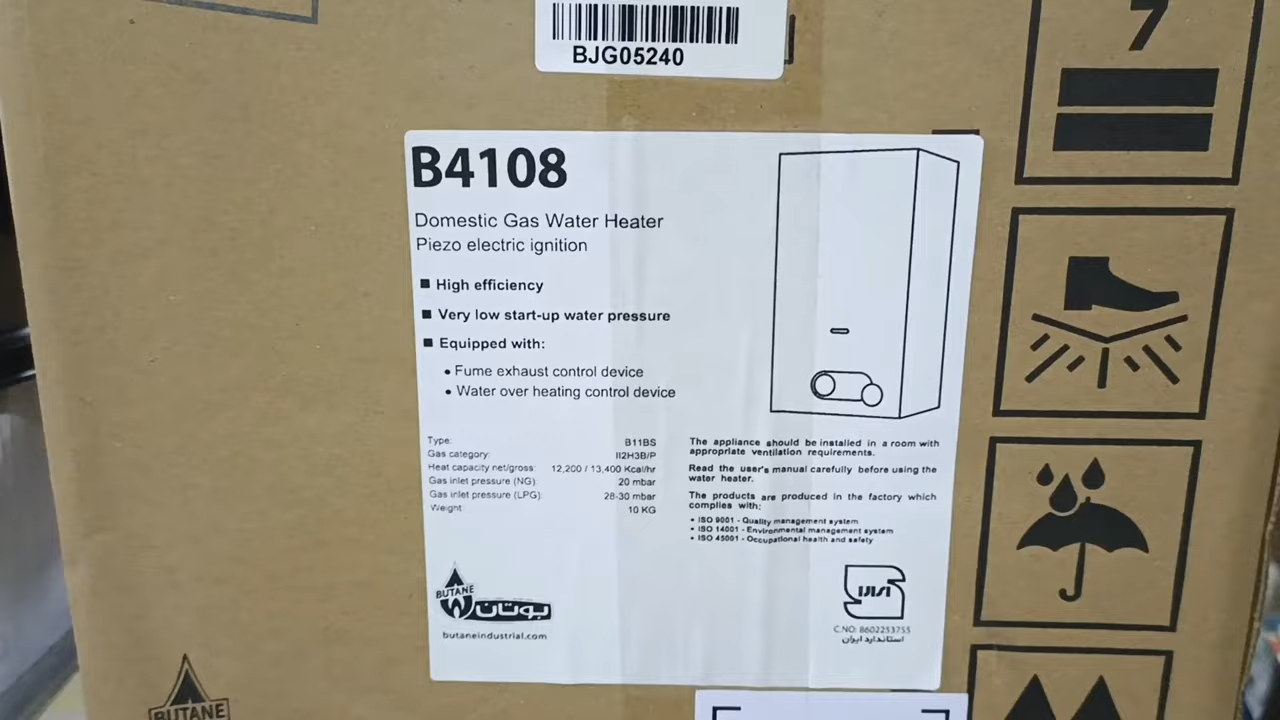 BJG05240
7
B4108
Domestic Gas Water Heater
Piezo electric ignition
■ High efficiency
■ Very low start-up water pressure
■ Equipped with:
• Fume exhaust control device
• Water over heating control device
Type: B11BS
Gas category: II2H3B/P
Heat capacity net/gross: 12,200 / 13,400 Kcal/hr
Gas inlet pressure (NG): 20 mbar
Gas inlet pressure (LPG): 28-30 mbar
Weight: 10 KG
The appliance should be installed in a room with
appropriate ventilation requirements.
Read the user's manual carefully before using the
water heater.
The products are produced in the factory which
complies with;
• ISO 9001 - Quality management system
• ISO 14001 - Environmental management system
• ISO 45001 - Occupational health and safety
BUTANE
بوتان
butaneindustrial.com
C.NO: 8602253755
استاندارد ایران
BUTANE